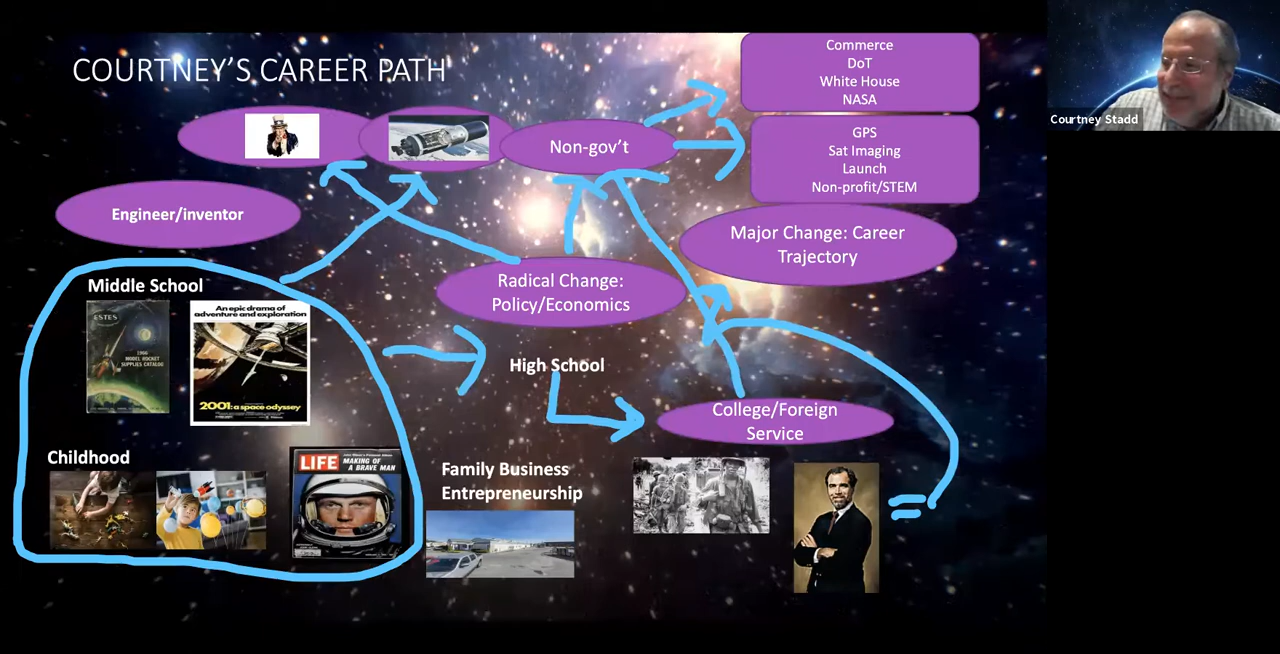 COURTNEY'S CAREER PATH
Commerce
DoT
White House
NASA
Courtney Stadd
Non-gov't
GPS
Sat Imaging
Launch
Non-profit/STEM
Engineer/inventor
Major Change: Career
Trajectory
Radical Change:
Policy/Economics
Middle School
ESTES
1966
MODEL ROCKET
SUPPLIES CATALOG
An epic drama of
adventure and exploration
2001: a space odyssey
High School
College/Foreign
Service
Childhood
LIFE
MAKING OF
A BRAVE MAN
Family Business
Entrepreneurship